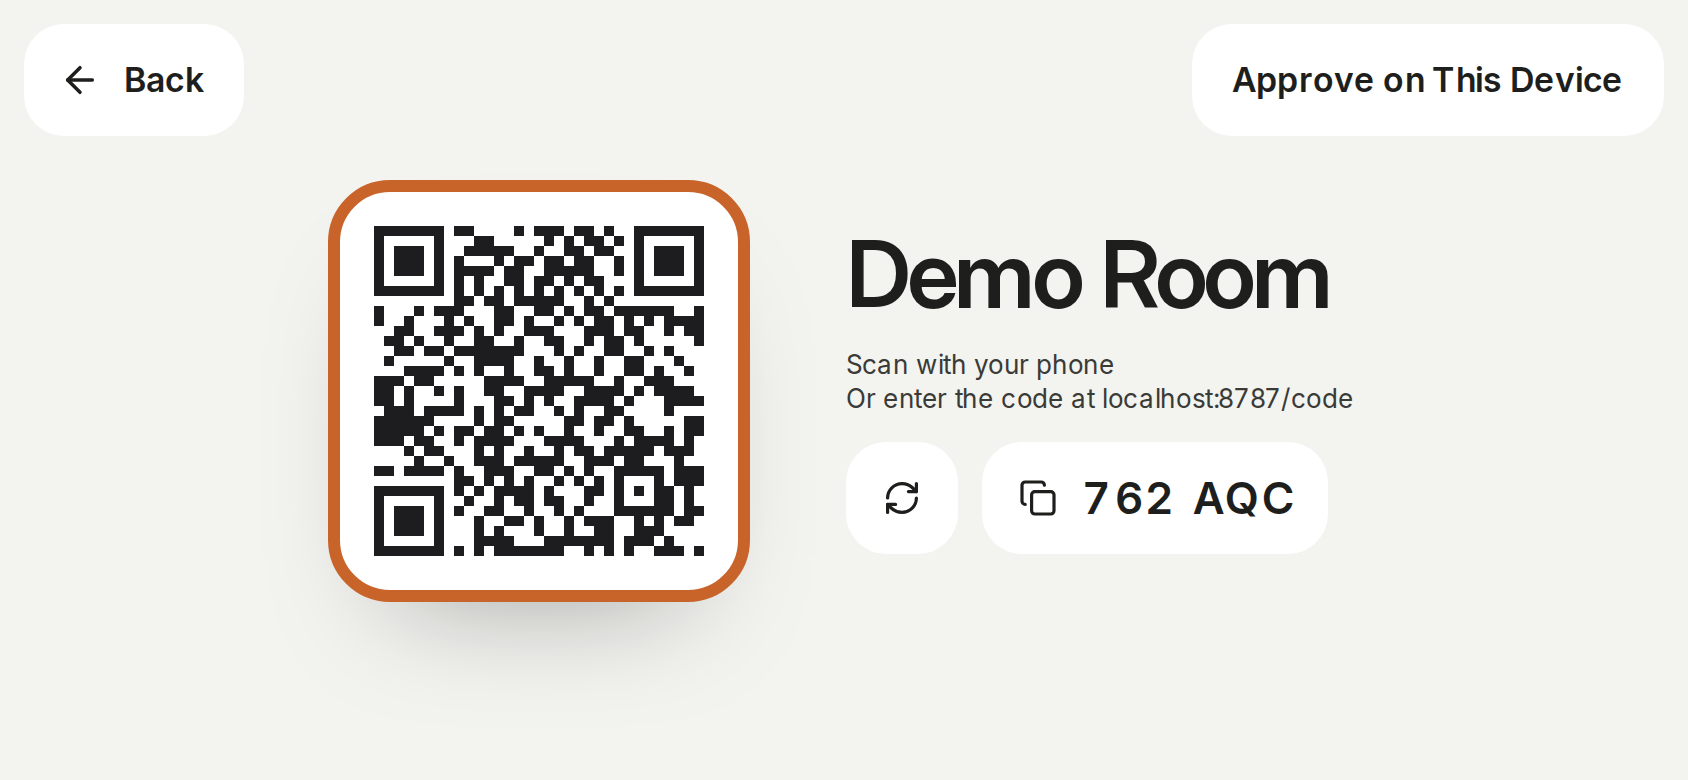 Back
Approve on This Device
Demo Room
Scan with your phone
Or enter the code at localhost:8787/code
762 AQC